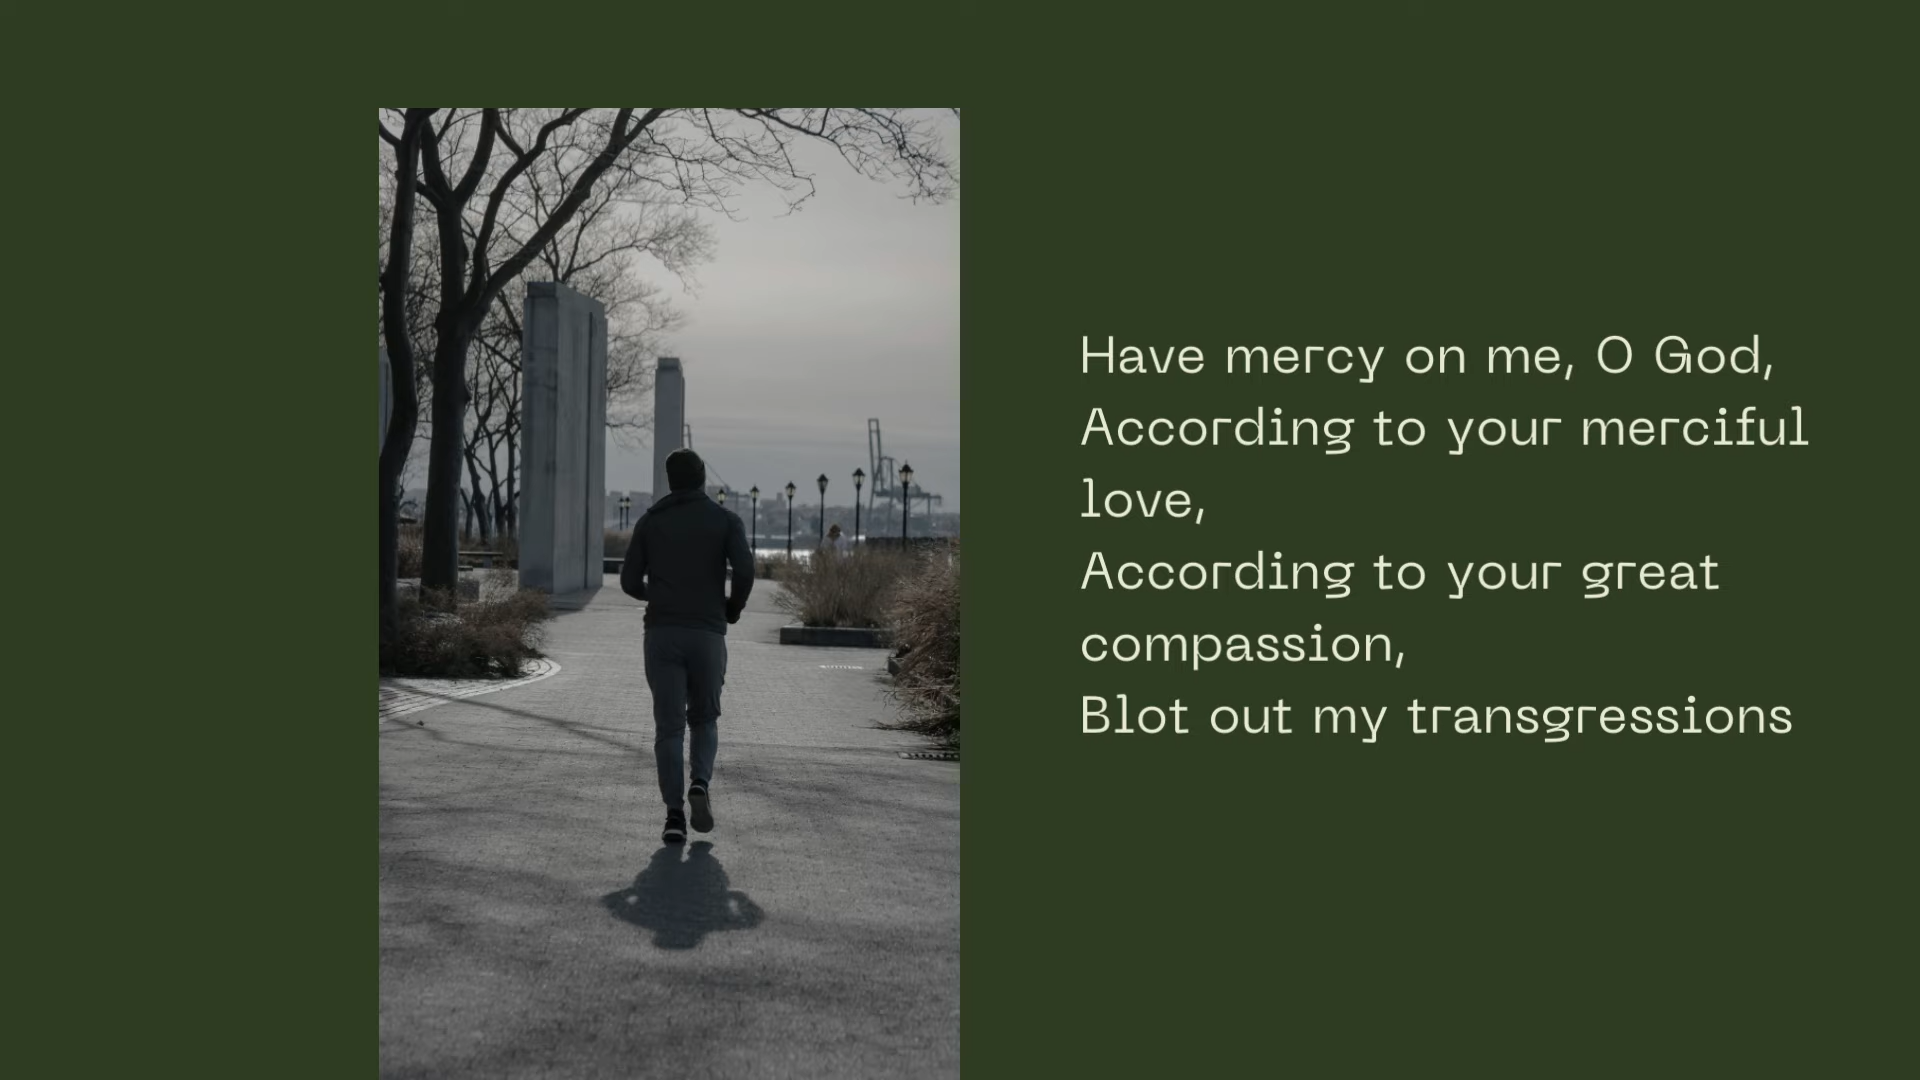 Have mercy on me, O God,
According to your merciful
love,
According to your great
compassion,
Blot out my transgressions